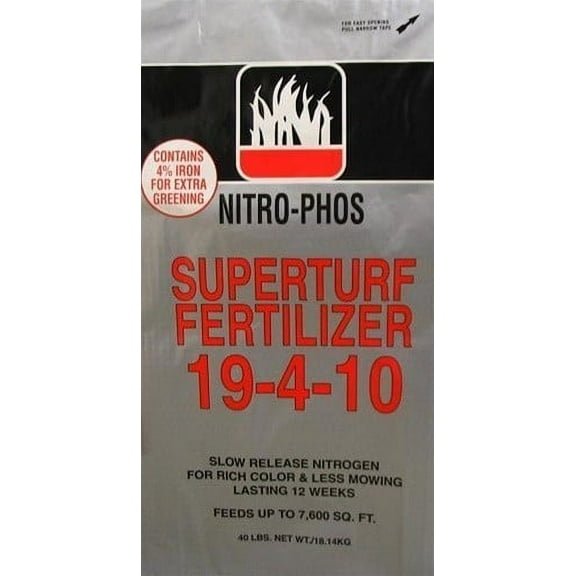 FOR EASY OPENING
PULL NARROW TAPE
CONTAINS
4% IRON
FOR EXTRA
GREENING
NITRO-PHOS
SUPERTURF
FERTILIZER
19-4-10
SLOW RELEASE NITROGEN
FOR RICH COLOR & LESS MOWING
LASTING 12 WEEKS
FEEDS UP TO 7,600 SQ. FT.
40 LBS. NET WT./18.14KG